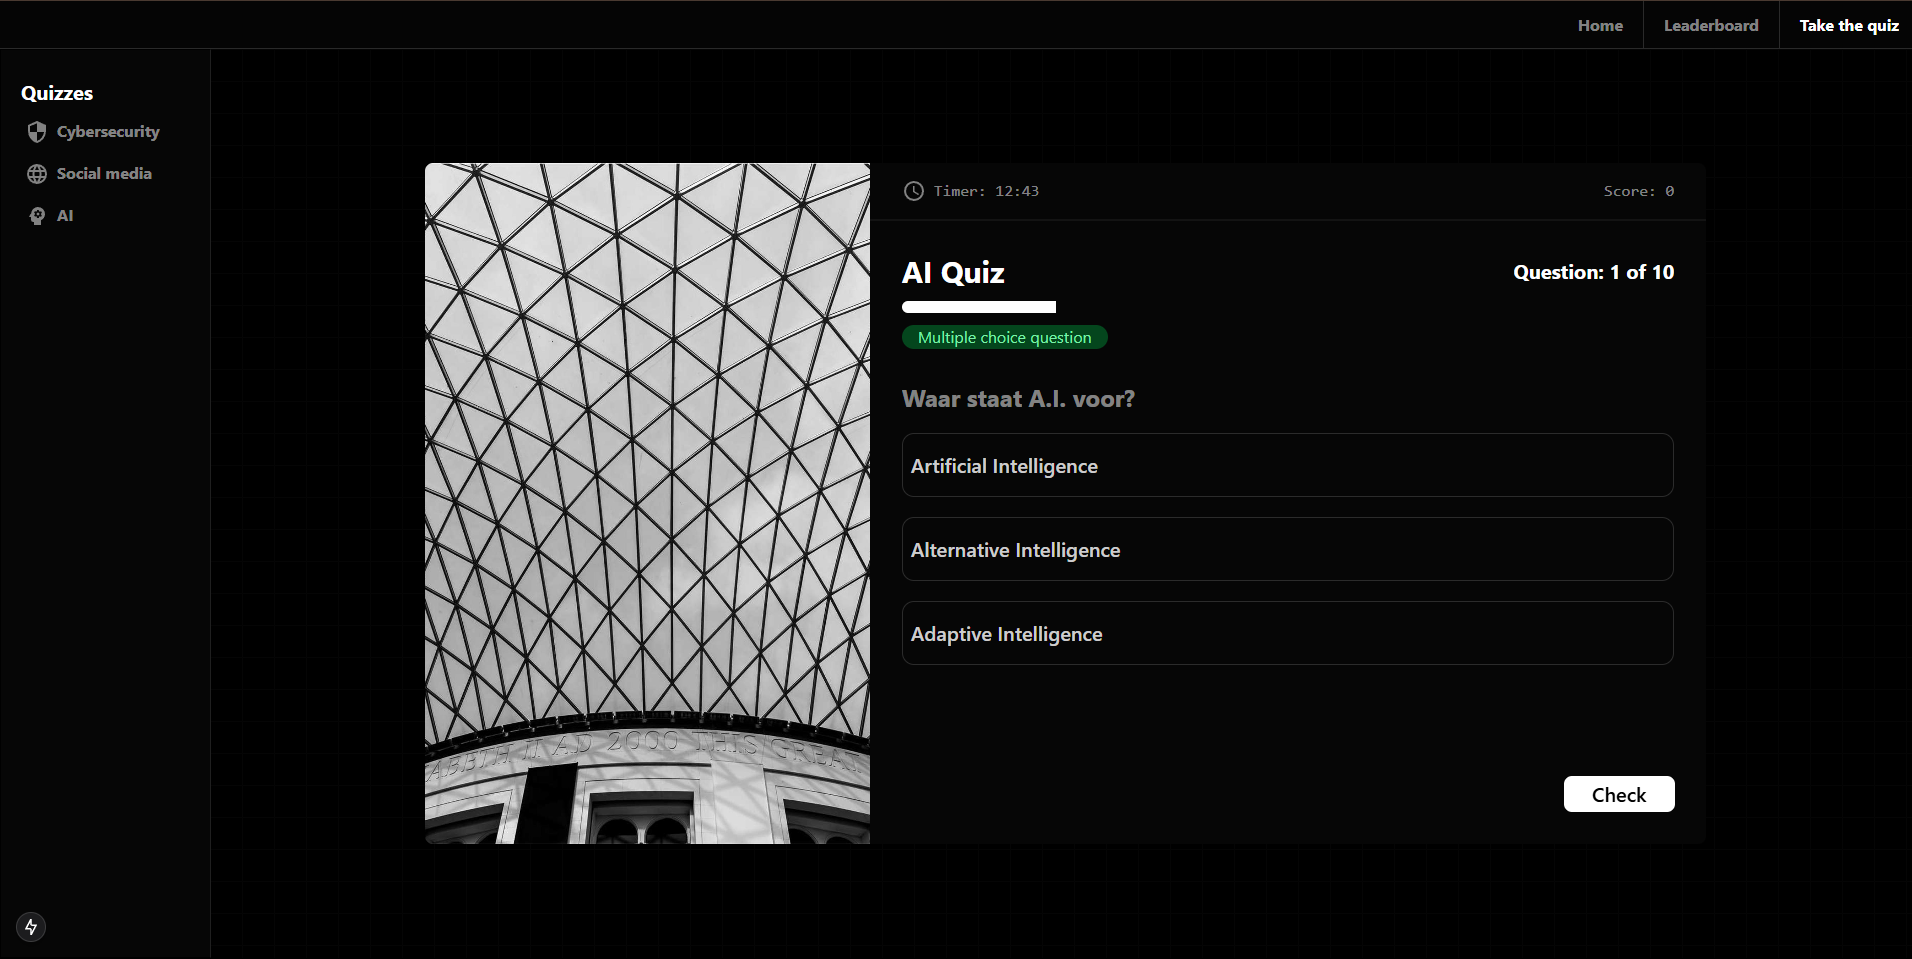 Home
Leaderboard
Take the quiz
Quizzes
Cybersecurity
Social media
AI
Timer: 12:43
Score: 0
AI Quiz
Question: 1 of 10
Multiple choice question
Waar staat A.I. voor?
Artificial Intelligence
Alternative Intelligence
Adaptive Intelligence
Check
ABETH II AD 2000 THIS GREA